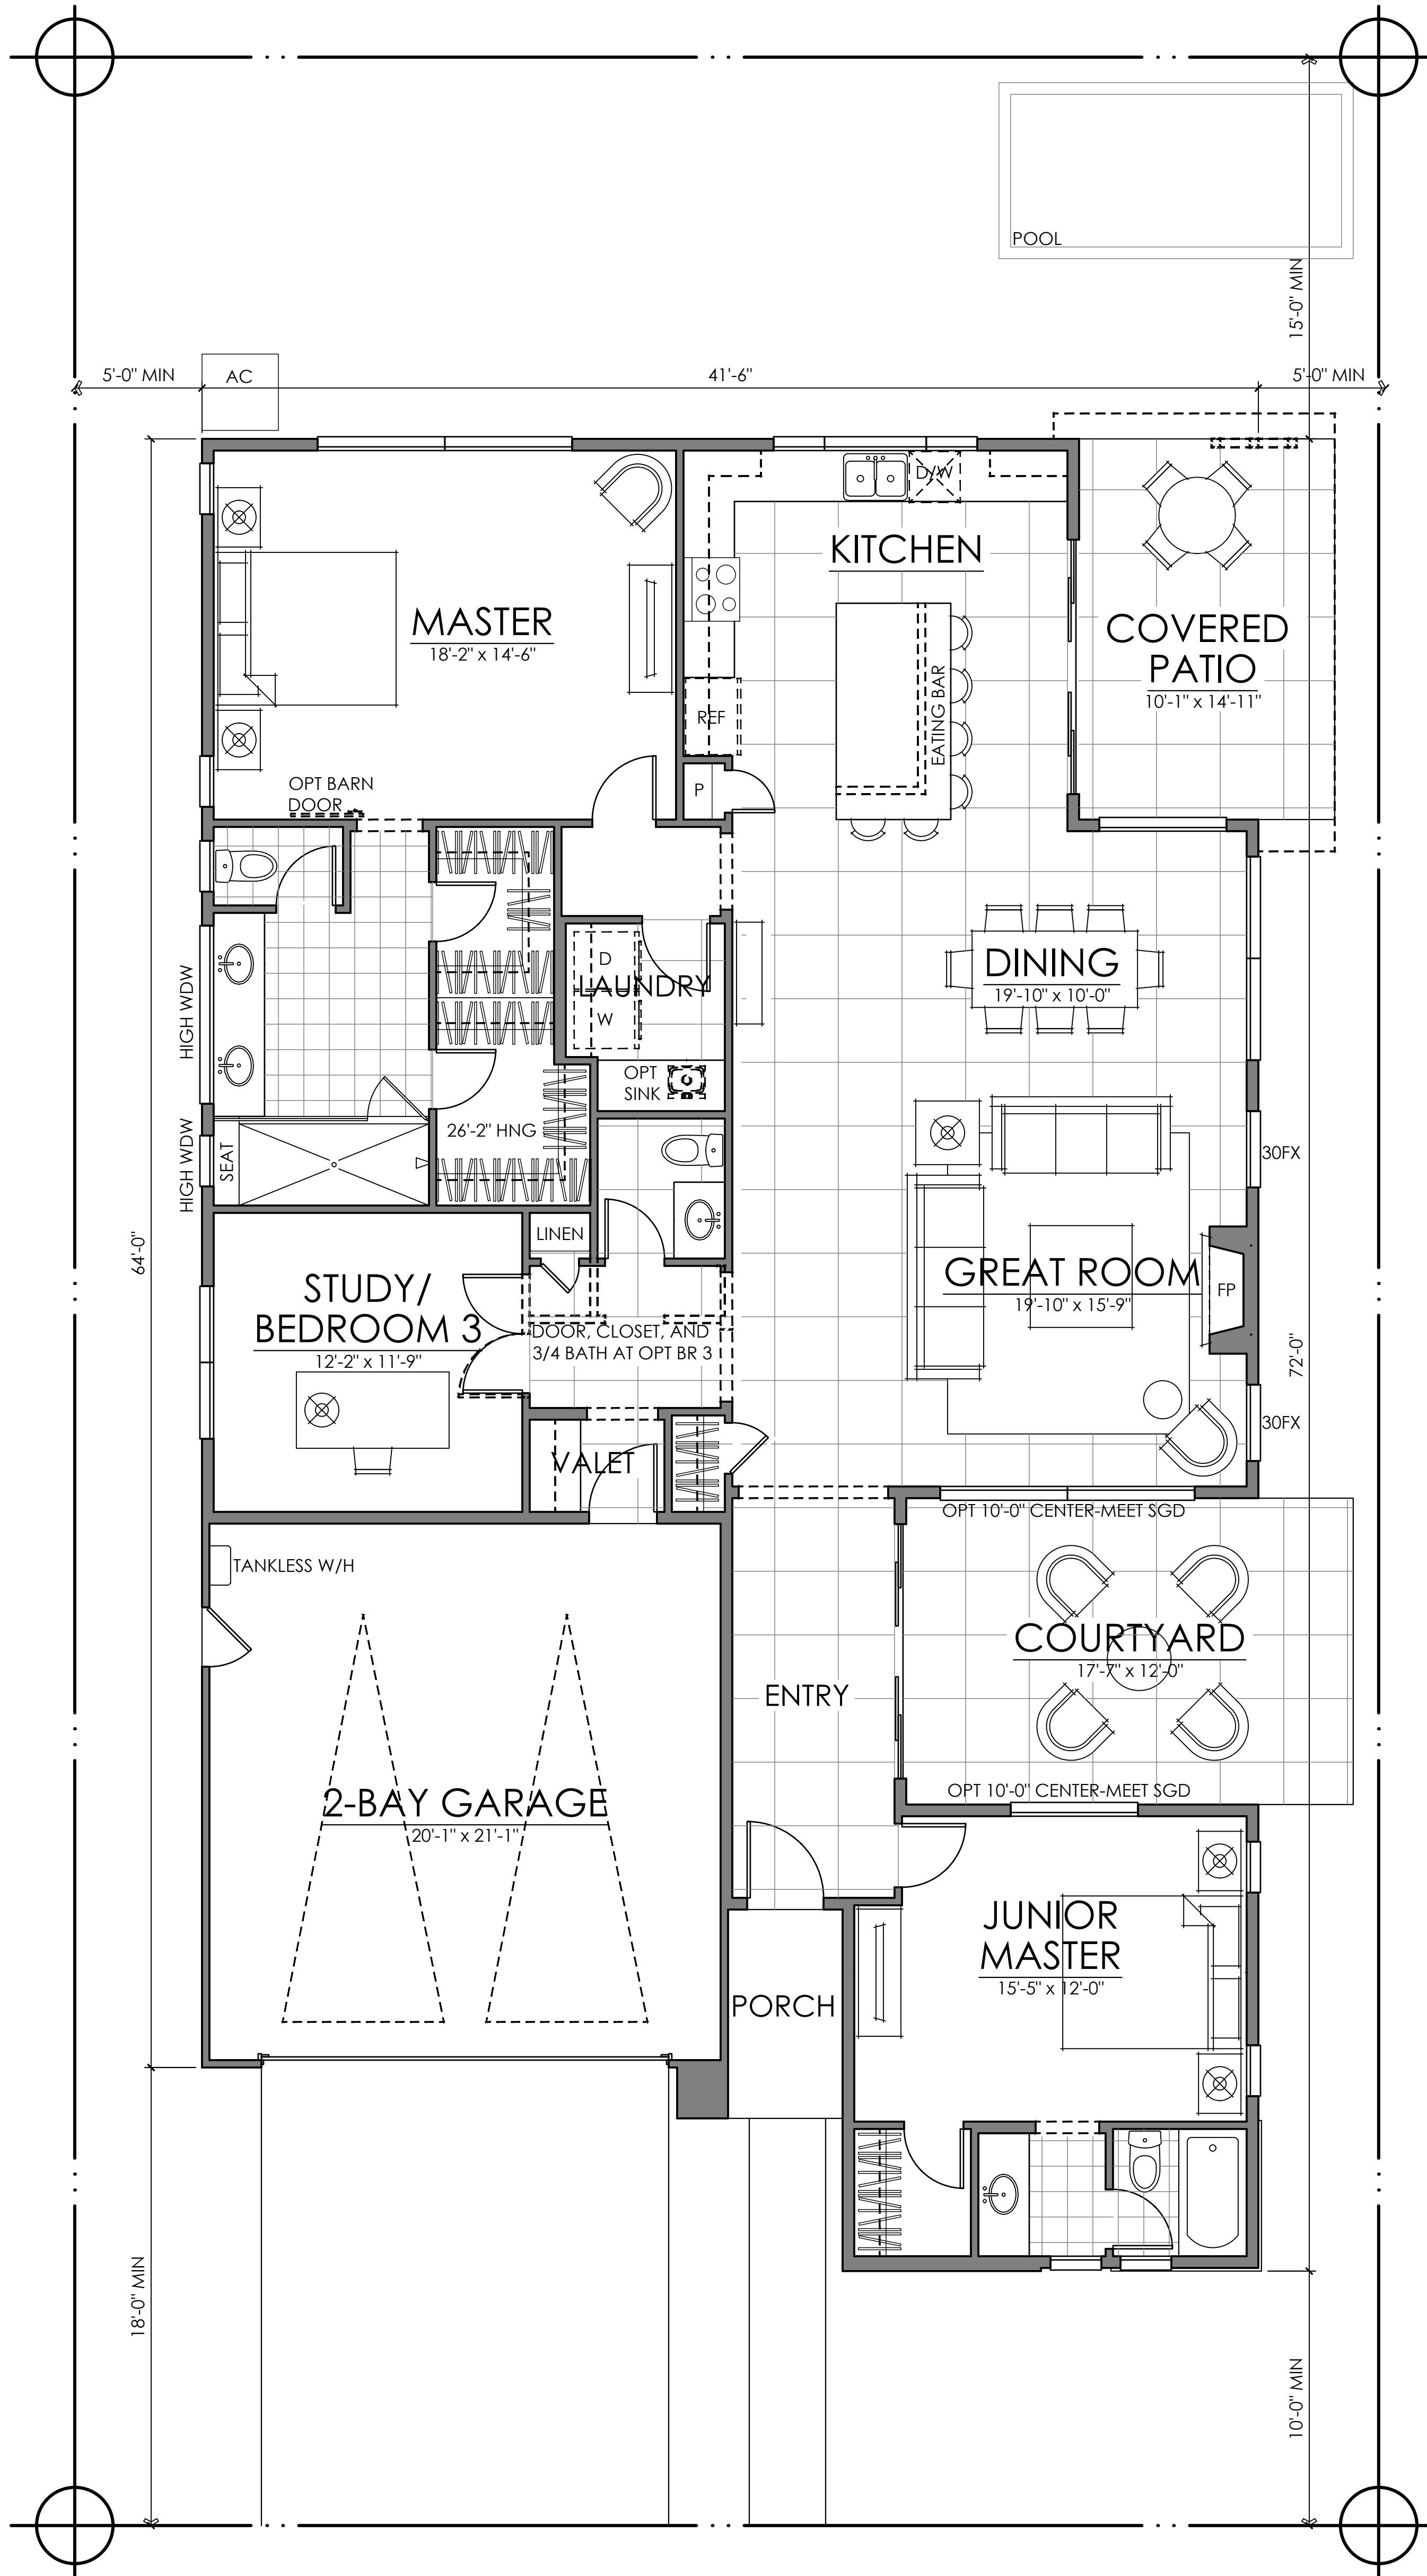 POOL
15'-0" MIN
5'-0" MIN
AC
41'-6"
5'-0" MIN
D/W
KITCHEN
MASTER
18'-2" x 14'-6"
COVERED
PATIO
10'-1" x 14'-11"
EATING BAR
REF
P
OPT BARN
DOOR
HIGH WDW
D
LAUNDRY
W
DINING
19'-10" x 10'-0"
OPT
SINK
HIGH WDW
SEAT
26'-2" HNG
30FX
64'-0"
LINEN
STUDY/
BEDROOM 3
12'-2" x 11'-9"
DOOR, CLOSET, AND
3/4 BATH AT OPT BR 3
GREAT ROOM
19'-10" x 15'-9"
FP
72'-0"
30FX
VALET
OPT 10'-0" CENTER-MEET SGD
TANKLESS W/H
COURTYARD
17'-7" x 12'-0"
ENTRY
OPT 10'-0" CENTER-MEET SGD
2-BAY GARAGE
20'-1" x 21'-1"
JUNIOR
MASTER
15'-5" x 12'-0"
PORCH
18'-0" MIN
10'-0" MIN